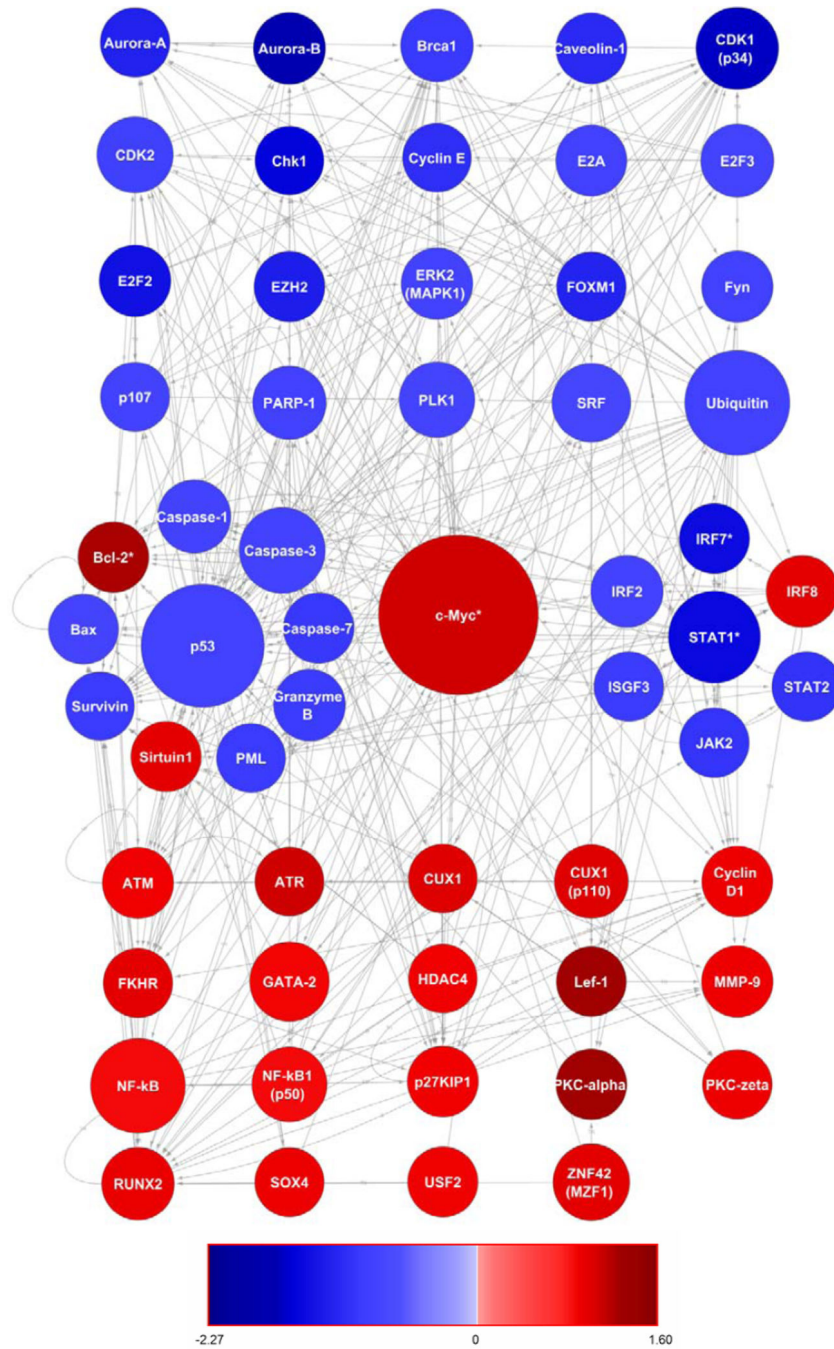 Aurora-A
Aurora-B
Brca1
Caveolin-1
CDK1
(p34)
CDK2
Chk1
Cyclin E
E2A
E2F3
E2F2
EZH2
ERK2
(MAPK1)
FOXM1
Fyn
p107
PARP-1
PLK1
SRF
Ubiquitin
Caspase-1
Bcl-2*
Caspase-3
IRF7*
c-Myc*
IRF2
IRF8
Bax
p53
Caspase-7
STAT1*
Survivin
Granzyme
B
ISGF3
STAT2
Sirtuin1
PML
JAK2
ATM
ATR
CUX1
CUX1
(p110)
Cyclin
D1
FKHR
GATA-2
HDAC4
Lef-1
MMP-9
NF-kB
NF-kB1
(p50)
p27KIP1
PKC-alpha
PKC-zeta
RUNX2
SOX4
USF2
ZNF42
(MZF1)
-2.27
0
1.60